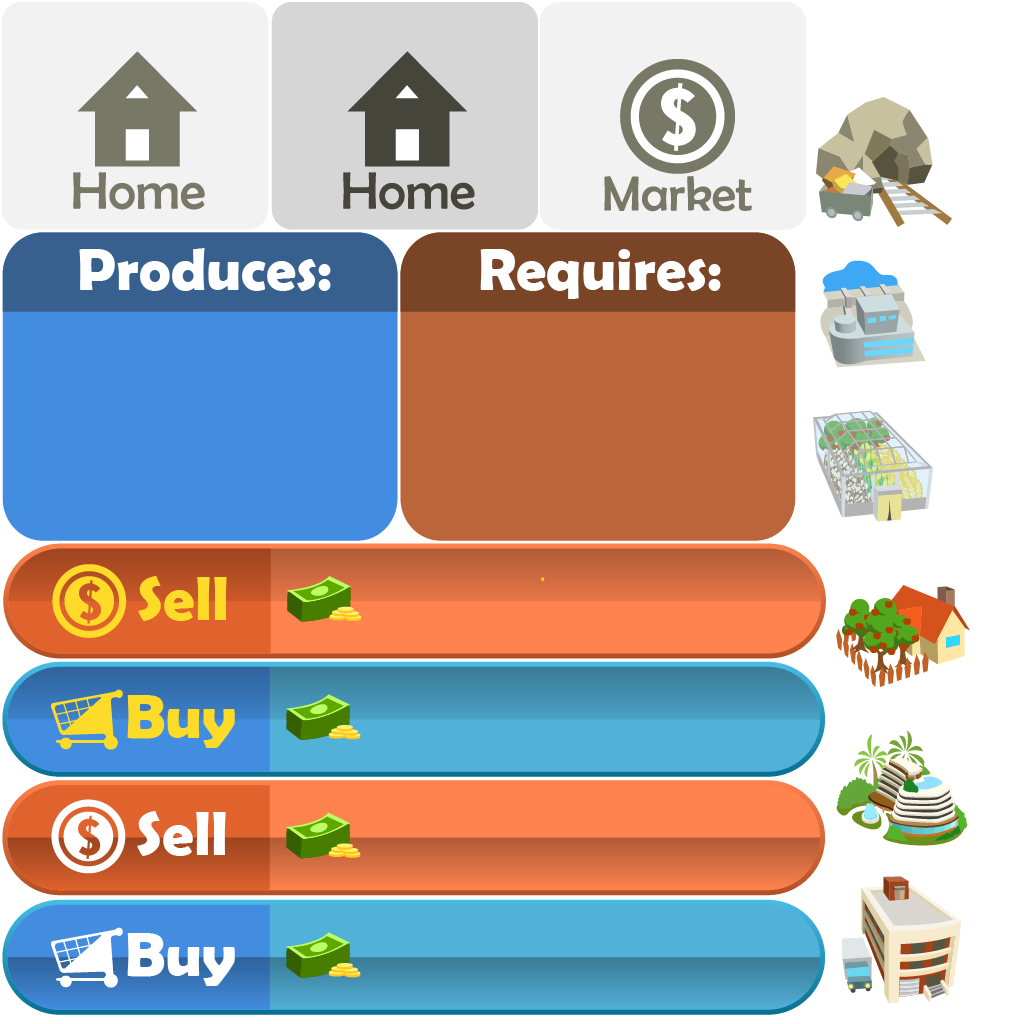 Home
Home
$
Market
Produces:
Requires:
$ Sell
Buy
$ Sell
Buy